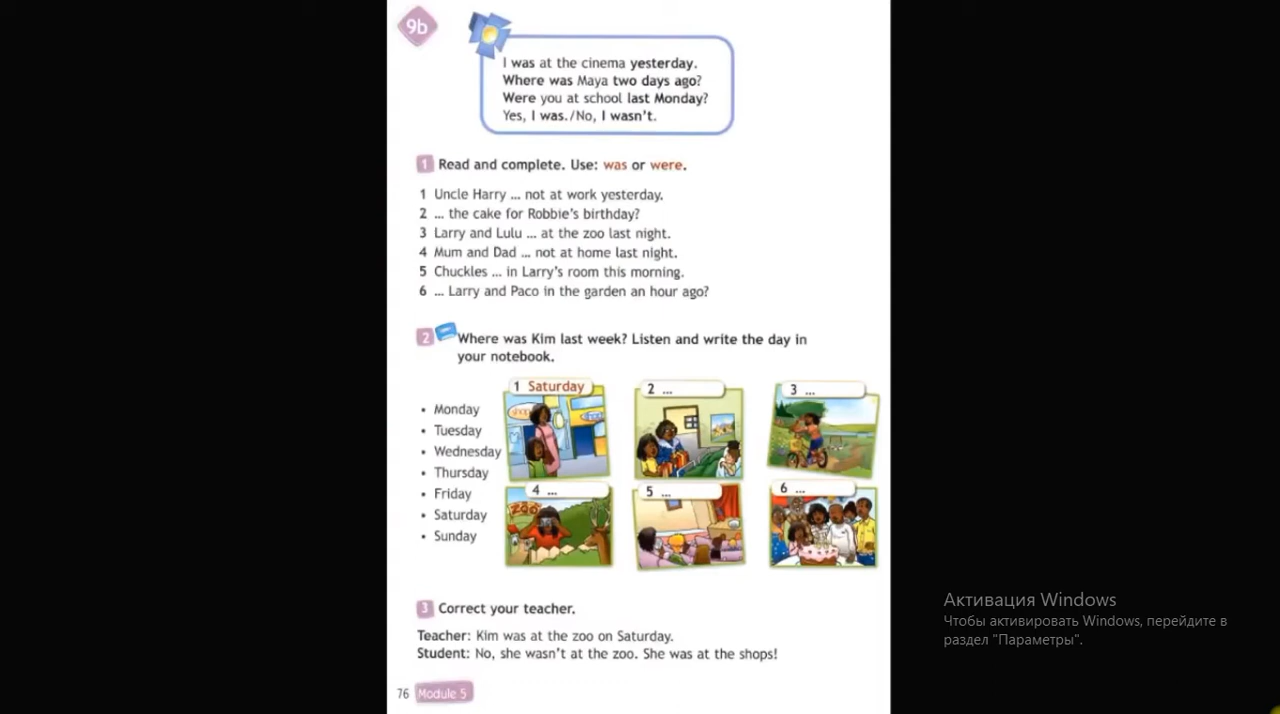 9b
I was at the cinema yesterday.
Where was Maya two days ago?
Were you at school last Monday?
Yes, I was./No, I wasn't.
1 Read and complete. Use: was or were.
1 Uncle Harry ... not at work yesterday.
2 ... the cake for Robbie's birthday?
3 Larry and Lulu ... at the zoo last night.
4 Mum and Dad ... not at home last night.
5 Chuckles ... in Larry's room this morning.
6 ... Larry and Paco in the garden an hour ago?
2 Where was Kim last week? Listen and write the day in
your notebook.
• Monday
• Tuesday
• Wednesday
• Thursday
• Friday
• Saturday
• Sunday
1 Saturday
2 ...
3 ...
4 ...
5 ...
6 ...
ZOO
3 Correct your teacher.
Teacher: Kim was at the zoo on Saturday.
Student: No, she wasn't at the zoo. She was at the shops!
76 Module 5
Активация Windows
Чтобы активировать Windows, перейдите в
раздел "Параметры".